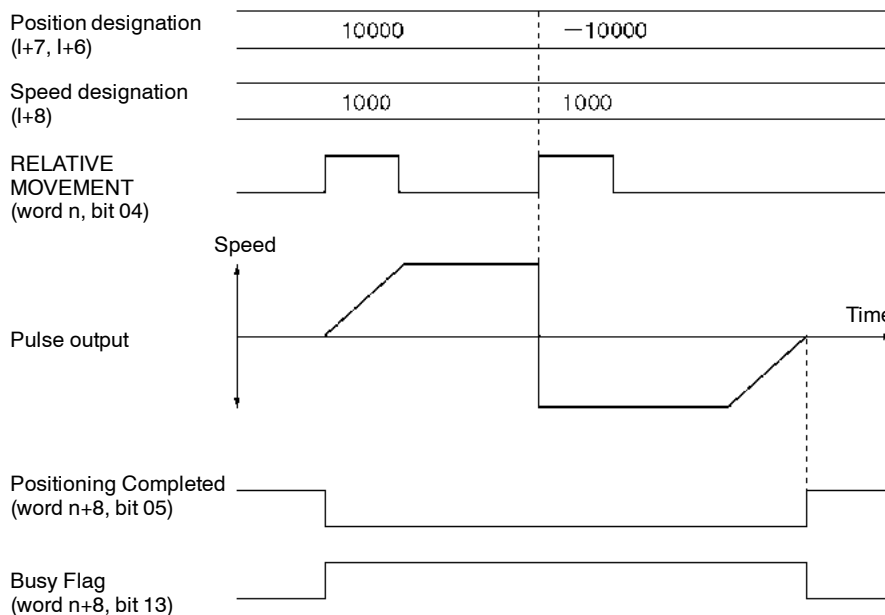 Position designation
(I+7, I+6)
10000
−10000
Speed designation
(I+8)
1000
1000
RELATIVE
MOVEMENT
(word n, bit 04)
Speed
Time
Pulse output
Positioning Completed
(word n+8, bit 05)
Busy Flag
(word n+8, bit 13)